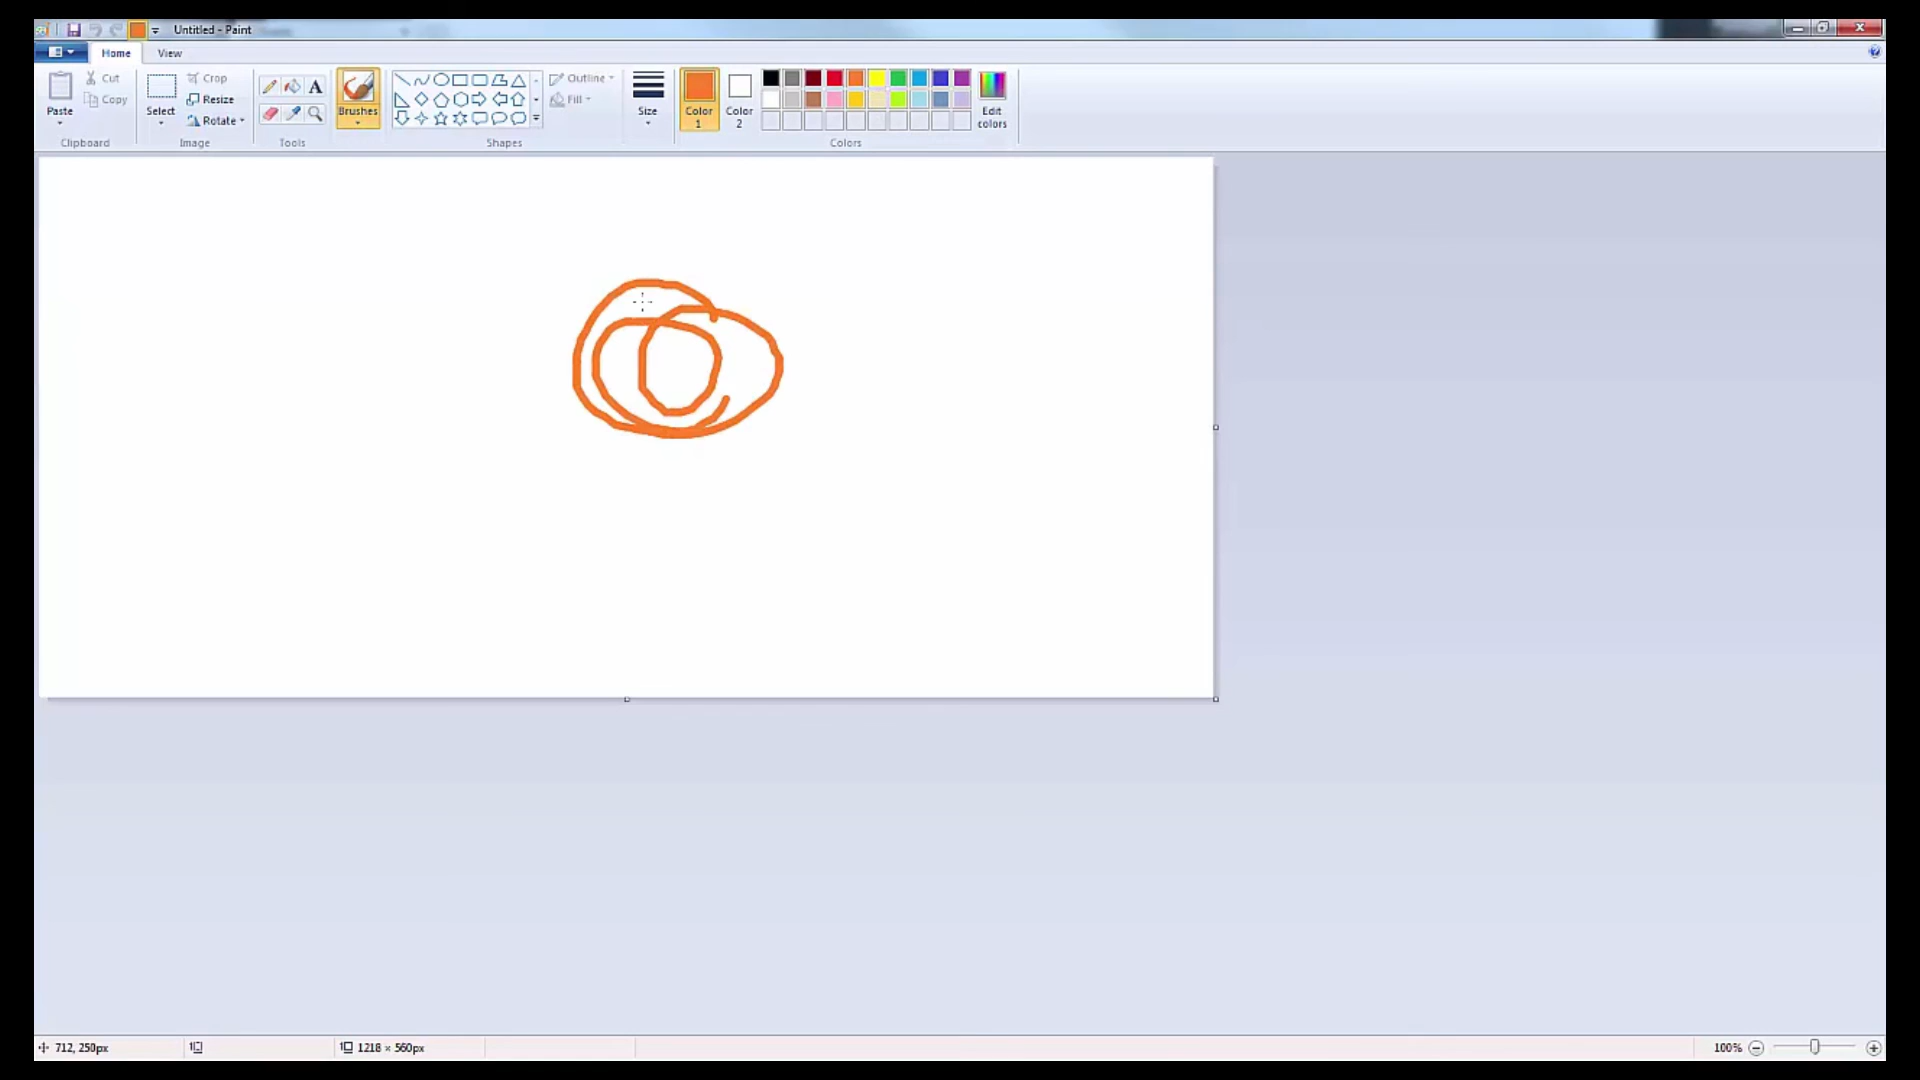 Untitled - Paint
Home View
Paste
Cut
Copy
Clipboard
Select
Crop
Resize
Rotate
Image
A
Tools
Brushes
Outline
Fill
Shapes
Size
Color 1
Color 2
Edit colors
Colors
712, 250px
1218 × 560px
100%